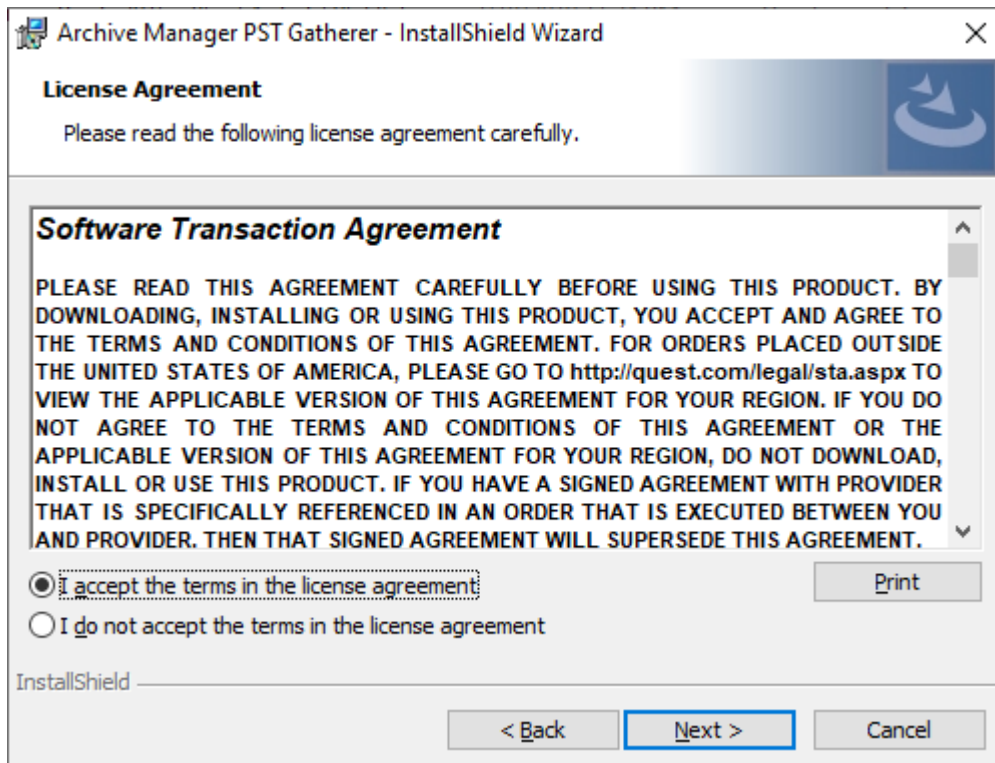 Archive Manager PST Gatherer - InstallShield Wizard
License Agreement
Please read the following license agreement carefully.
Software Transaction Agreement
PLEASE READ THIS AGREEMENT CAREFULLY BEFORE USING THIS PRODUCT. BY
DOWNLOADING, INSTALLING OR USING THIS PRODUCT, YOU ACCEPT AND AGREE TO
THE TERMS AND CONDITIONS OF THIS AGREEMENT. FOR ORDERS PLACED OUTSIDE
THE UNITED STATES OF AMERICA, PLEASE GO TO http://quest.com/legal/sta.aspx TO
VIEW THE APPLICABLE VERSION OF THIS AGREEMENT FOR YOUR REGION. IF YOU DO
NOT AGREE TO THE TERMS AND CONDITIONS OF THIS AGREEMENT OR THE
APPLICABLE VERSION OF THIS AGREEMENT FOR YOUR REGION, DO NOT DOWNLOAD,
INSTALL OR USE THIS PRODUCT. IF YOU HAVE A SIGNED AGREEMENT WITH PROVIDER
THAT IS SPECIFICALLY REFERENCED IN AN ORDER THAT IS EXECUTED BETWEEN YOU
AND PROVIDER. THEN THAT SIGNED AGREEMENT WILL SUPERSEDE THIS AGREEMENT.
I accept the terms in the license agreement
Print
I do not accept the terms in the license agreement
InstallShield
< Back
Next >
Cancel